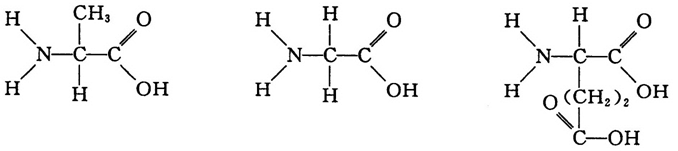 H CH₃ O
N—C—C
H H OH
H H O
N—C—C
H H OH
H H O
N—C—C
H OH
O (CH₂)₂
C—OH